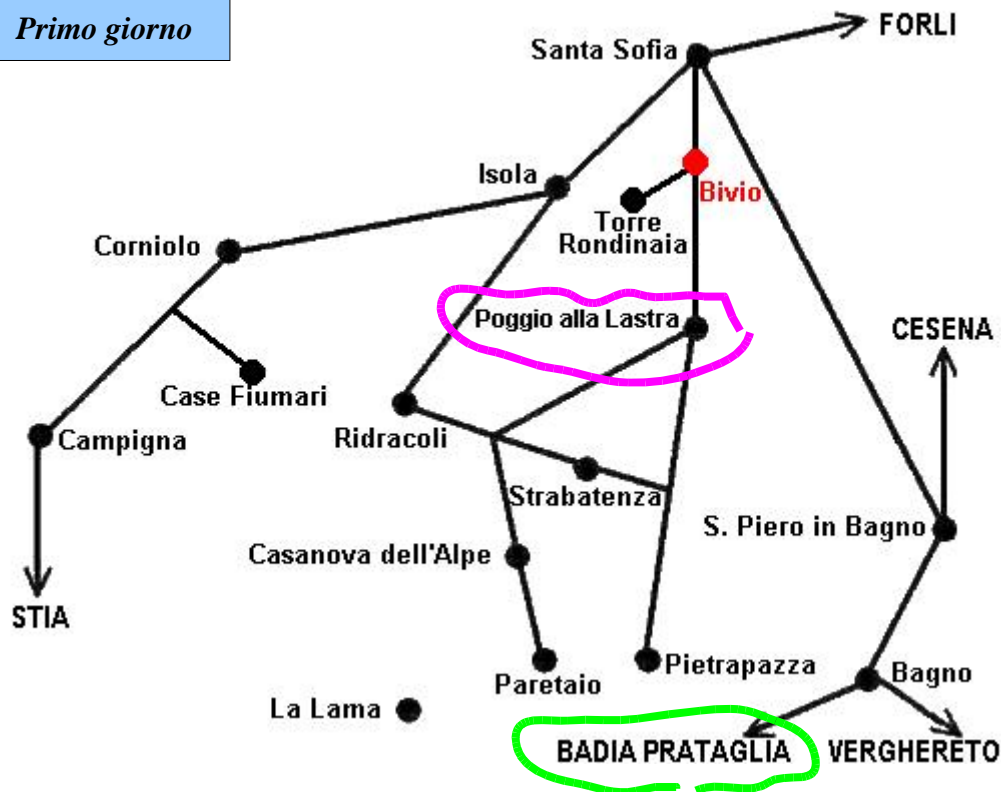 Primo giorno
FORLI
Santa Sofia
Isola
Bivio
Torre
Rondinaia
Corniolo
Poggio alla Lastra
CESENA
Case Fiumari
Campigna
Ridracoli
Strabatenza
S. Piero in Bagno
Casanova dell'Alpe
STIA
Pietrapazza
Bagno
Paretaio
La Lama
BADIA PRATAGLIA
VERGHERETO